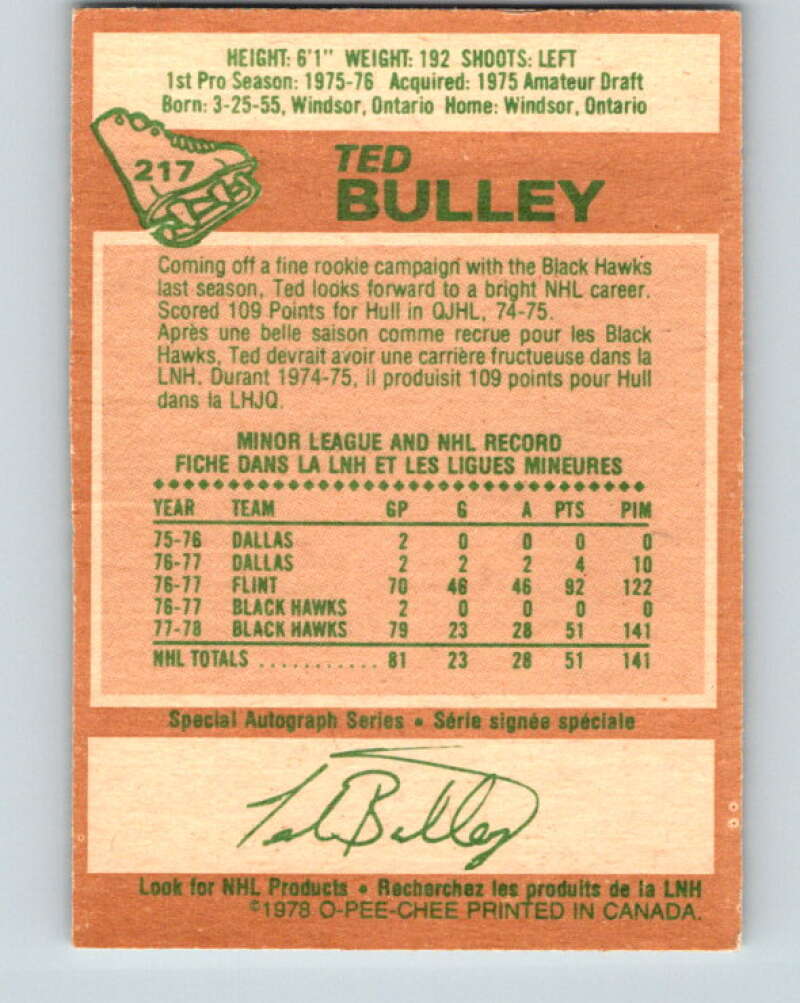 HEIGHT: 6'1" WEIGHT: 192 SHOOTS: LEFT
1st Pro Season: 1975-76 Acquired: 1975 Amateur Draft
Born: 3-25-55, Windsor, Ontario Home: Windsor, Ontario
217
TED
BULLEY
Coming off a fine rookie campaign with the Black Hawks
last season, Ted looks forward to a bright NHL career.
Scored 109 Points for Hull in QJHL, 74-75.
Après une belle saison comme recrue pour les Black
Hawks, Ted devrait avoir une carrière fructueuse dans la
LNH. Durant 1974-75, il produisit 109 points pour Hull
dans la LHJQ.
MINOR LEAGUE AND NHL RECORD
FICHE DANS LA LNH ET LES LIGUES MINEURES
YEAR TEAM GP G A PTS PIM
75-76 DALLAS 2 0 0 0 0
76-77 DALLAS 2 2 2 4 10
76-77 FLINT 70 46 46 92 122
76-77 BLACK HAWKS 2 0 0 0 0
77-78 BLACK HAWKS 79 23 28 51 141
NHL TOTALS ............ 81 23 28 51 141
Special Autograph Series • Série signée spéciale
Ted Bulley
Look for NHL Products • Recherchez les produits de la LNH
©1978 O-PEE-CHEE PRINTED IN CANADA.